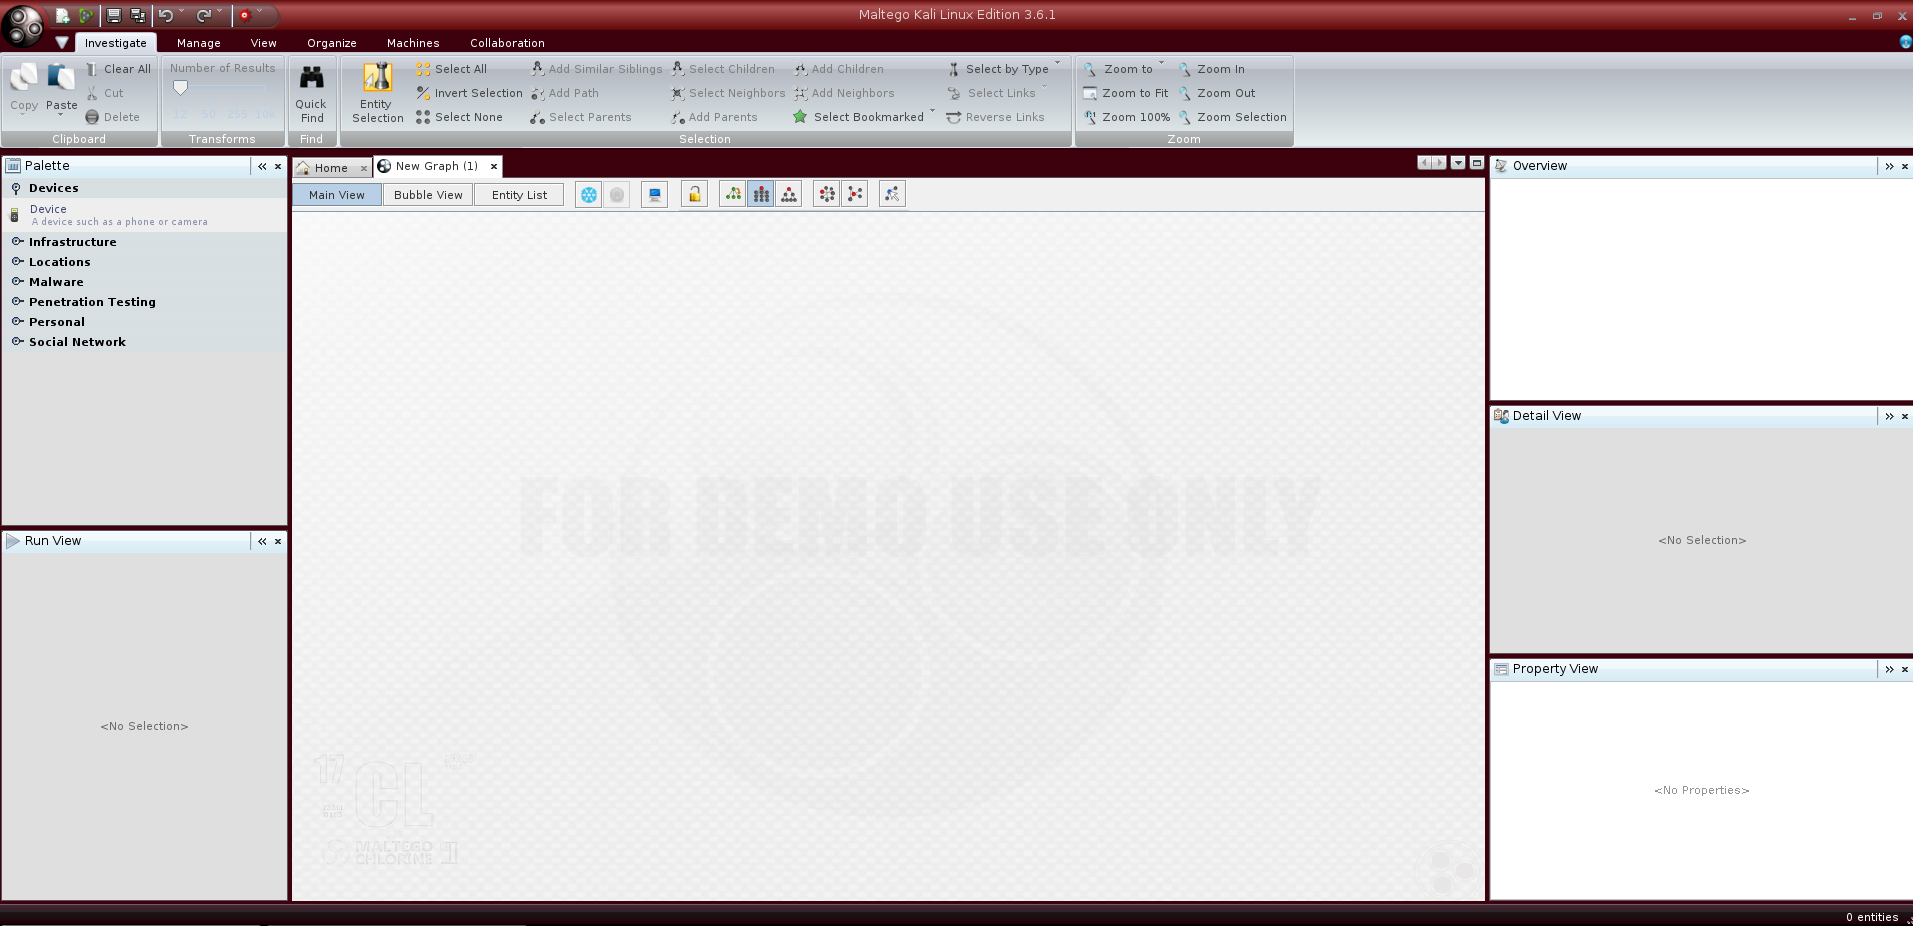 Maltego Kali Linux Edition 3.6.1
Investigate Manage View Organize Machines Collaboration
Copy Paste Clear All Cut Delete
Clipboard
Number of Results
12 50 255 10k
Transforms
Quick Find
Find
Entity Selection
Select All Add Similar Siblings Select Children Add Children Select by Type
Invert Selection Add Path Select Neighbors Add Neighbors Select Links
Select None Select Parents Add Parents Select Bookmarked Reverse Links
Selection
Zoom to Zoom In
Zoom to Fit Zoom Out
Zoom 100% Zoom Selection
Zoom
Palette
Devices
Device
A device such as a phone or camera
Infrastructure
Locations
Malware
Penetration Testing
Personal
Social Network
Run View
<No Selection>
Home New Graph (1)
Main View Bubble View Entity List
FOR DEMO USE ONLY
17
CL
MALTEGO
CHLORINE
Overview
Detail View
<No Selection>
Property View
<No Properties>
0 entities